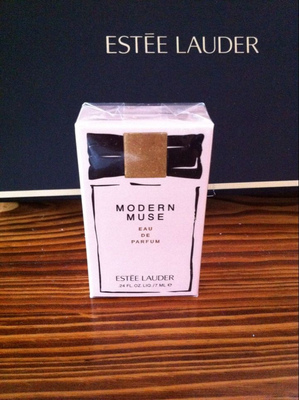 ESTĒE LAUDER
MODERN
MUSE
EAU
DE
PARFUM
ESTĒE LAUDER
.24 FL.OZ.LIQ./7 ML ℮